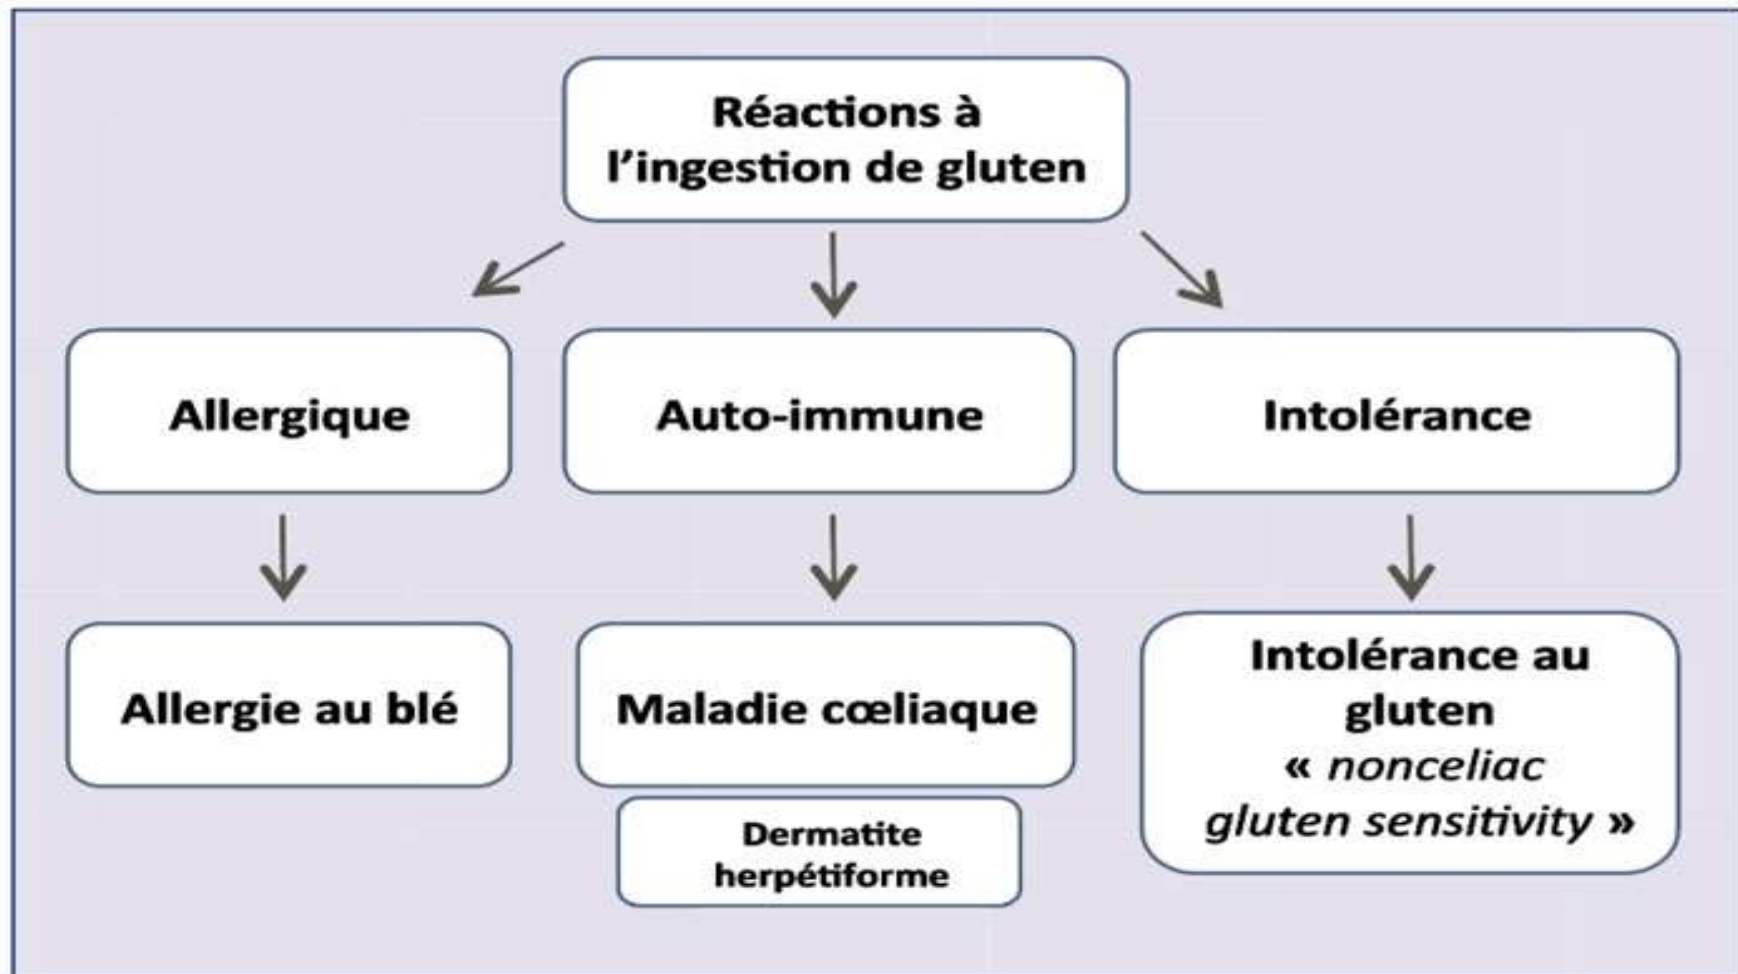 Réactions à
l’ingestion de gluten
Allergique
Auto-immune
Intolérance
Allergie au blé
Maladie cœliaque
Dermatite
herpétiforme
Intolérance au
gluten
« nonceliac
gluten sensitivity »